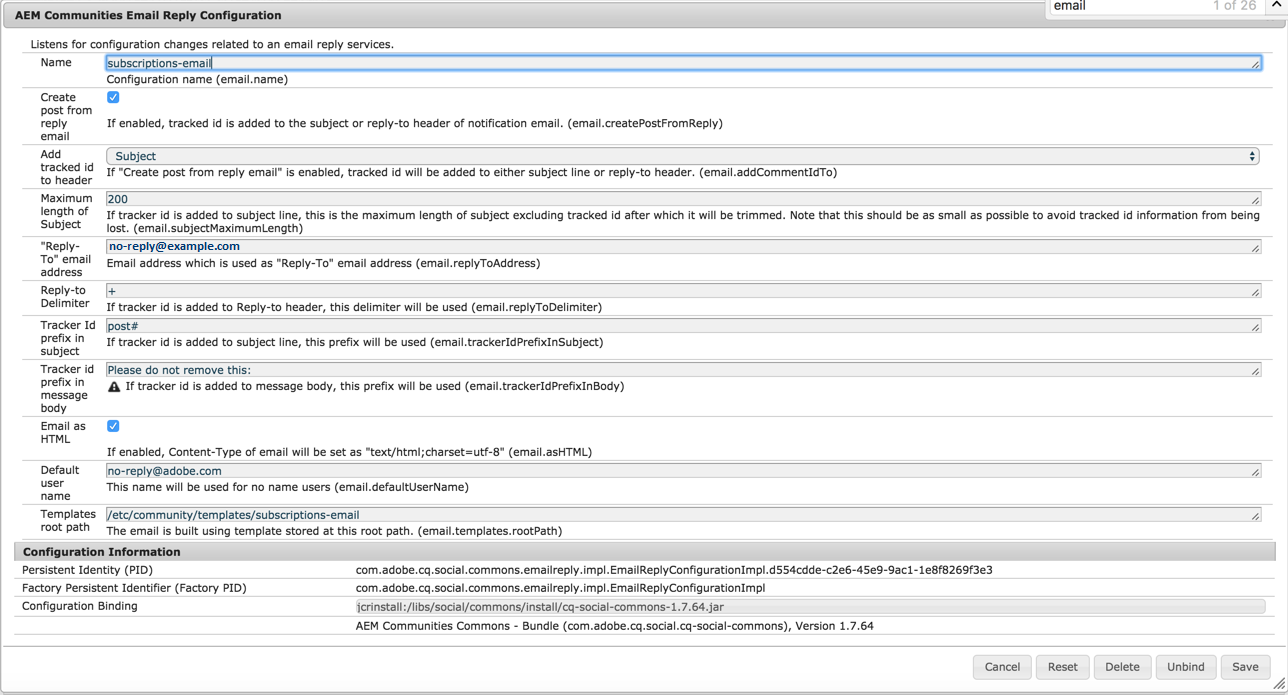 AEM Communities Email Reply Configuration
email 1 of 26
Listens for configuration changes related to an email reply services.
Name
subscriptions-email
Configuration name (email.name)
Create
post from
reply
email
If enabled, tracked id is added to the subject or reply-to header of notification email. (email.createPostFromReply)
Add
tracked id
to header
Subject
If "Create post from reply email" is enabled, tracked id will be added to either subject line or reply-to header. (email.addCommentIdTo)
Maximum
length of
Subject
200
If tracker id is added to subject line, this is the maximum length of subject excluding tracked id after which it will be trimmed. Note that this should be as small as possible to avoid tracked id information from being
lost. (email.subjectMaximumLength)
"Reply-
To" email
address
no-reply@example.com
Email address which is used as "Reply-To" email address (email.replyToAddress)
Reply-to
Delimiter
+
If tracker id is added to Reply-to header, this delimiter will be used (email.replyToDelimiter)
Tracker Id
prefix in
subject
post#
If tracker id is added to subject line, this prefix will be used (email.trackerIdPrefixInSubject)
Tracker id
prefix in
message
body
Please do not remove this:
If tracker id is added to message body, this prefix will be used (email.trackerIdPrefixInBody)
Email as
HTML
If enabled, Content-Type of email will be set as "text/html;charset=utf-8" (email.asHTML)
Default
user
name
no-reply@adobe.com
This name will be used for no name users (email.defaultUserName)
Templates
root path
/etc/community/templates/subscriptions-email
The email is built using template stored at this root path. (email.templates.rootPath)
Configuration Information
Persistent Identity (PID) com.adobe.cq.social.commons.emailreply.impl.EmailReplyConfigurationImpl.d554cdde-c2e6-45e9-9ac1-1e8f8269f3e3
Factory Persistent Identifier (Factory PID) com.adobe.cq.social.commons.emailreply.impl.EmailReplyConfigurationImpl
Configuration Binding jcrinstall:/libs/social/commons/install/cq-social-commons-1.7.64.jar
AEM Communities Commons - Bundle (com.adobe.cq.social.cq-social-commons), Version 1.7.64
Cancel Reset Delete Unbind Save